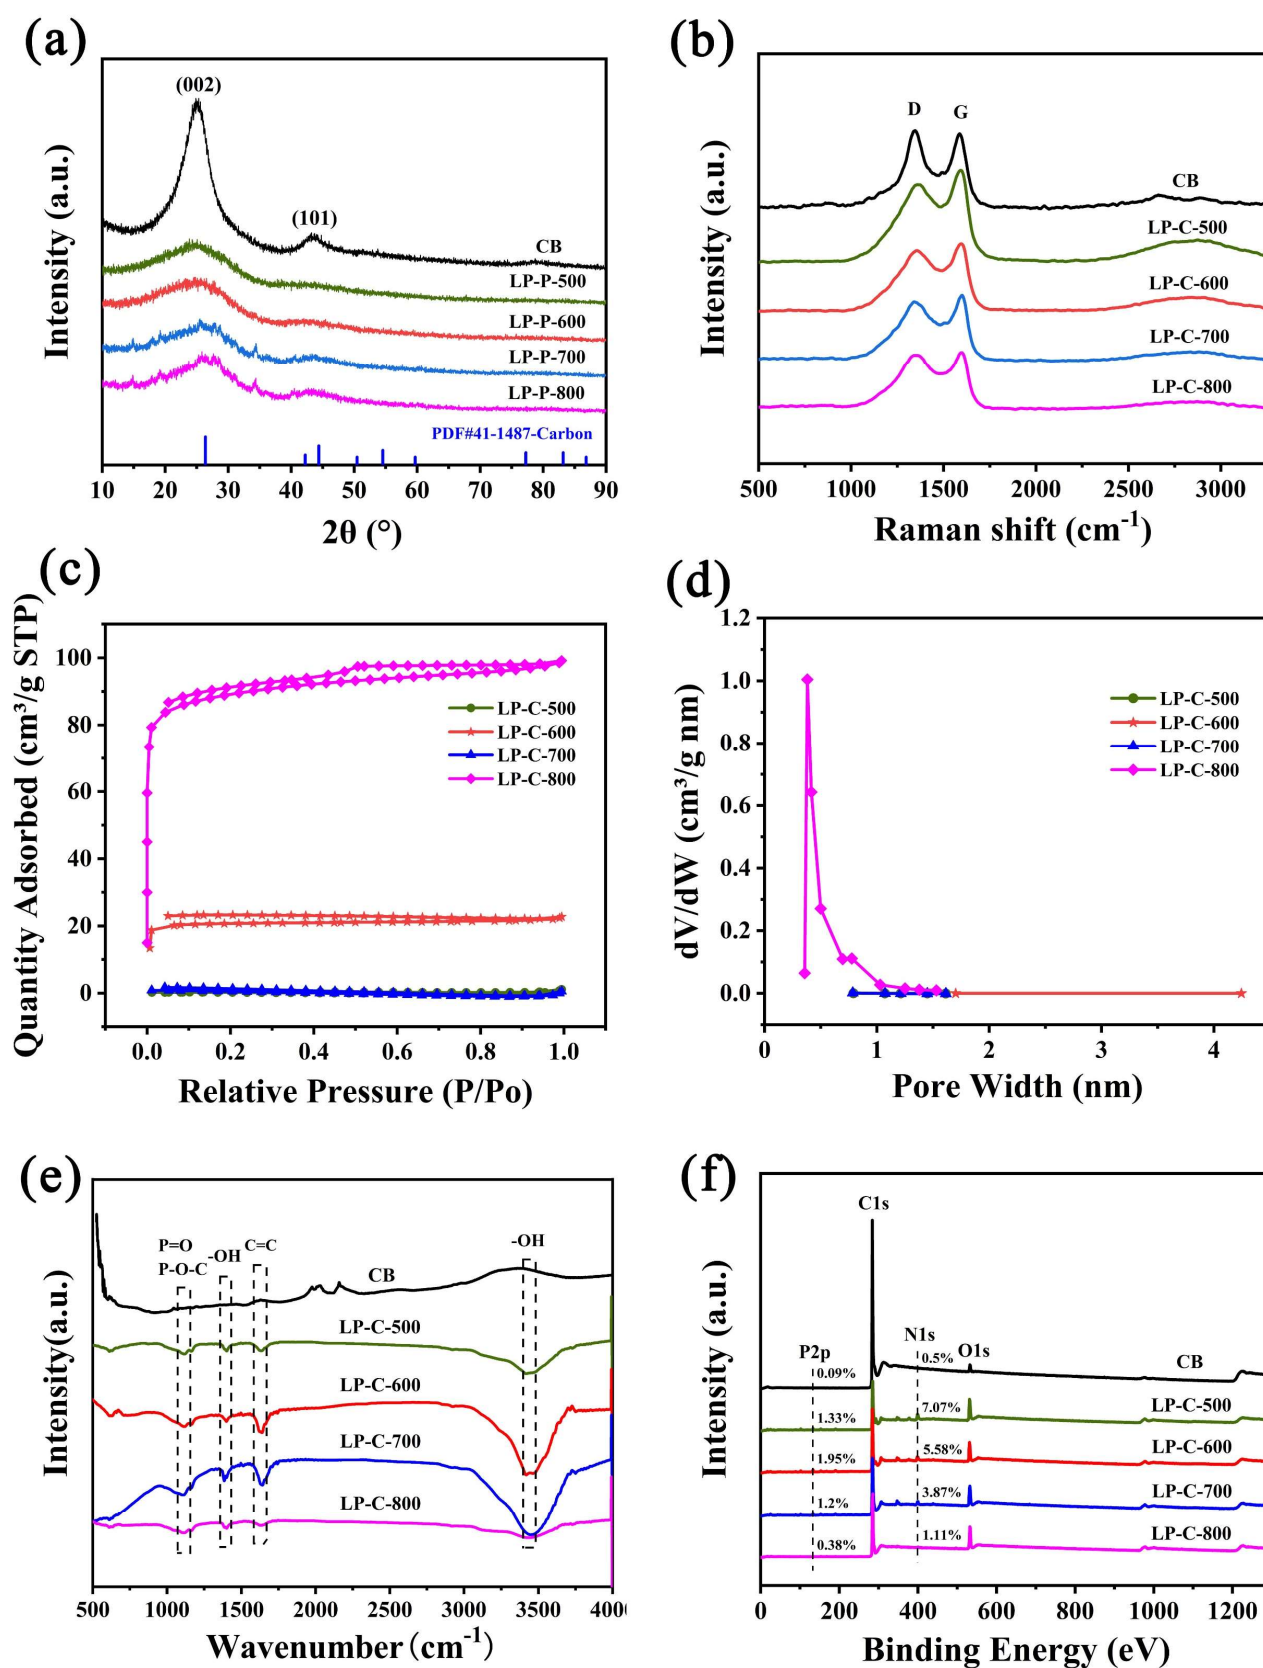 (a)
(002)
(101)
CB
LP-P-500
LP-P-600
LP-P-700
LP-P-800
PDF#41-1487-Carbon
Intensity (a.u.)
10 20 30 40 50 60 70 80 90
2θ (°)
(b)
D G
CB
LP-C-500
LP-C-600
LP-C-700
LP-C-800
Intensity (a.u.)
500 1000 1500 2000 2500 3000
Raman shift (cm⁻¹)
(c)
Quantity Adsorbed (cm³/g STP)
100
80
60
40
20
0
LP-C-500
LP-C-600
LP-C-700
LP-C-800
0.0 0.2 0.4 0.6 0.8 1.0
Relative Pressure (P/Po)
(d)
dV/dW (cm³/g nm)
1.2
1.0
0.8
0.6
0.4
0.2
0.0
LP-C-500
LP-C-600
LP-C-700
LP-C-800
0 1 2 3 4
Pore Width (nm)
(e)
Intensity(a.u.)
P=O
P-O-C
-OH
C=C
-OH
CB
LP-C-500
LP-C-600
LP-C-700
LP-C-800
500 1000 1500 2000 2500 3000 3500 4000
Wavenumber(cm⁻¹)
(f)
Intensity (a.u.)
C1s
P2p
N1s
O1s
0.09% 0.5% CB
1.33% 7.07% LP-C-500
1.95% 5.58% LP-C-600
1.2% 3.87% LP-C-700
0.38% 1.11% LP-C-800
0 200 400 600 800 1000 1200
Binding Energy (eV)